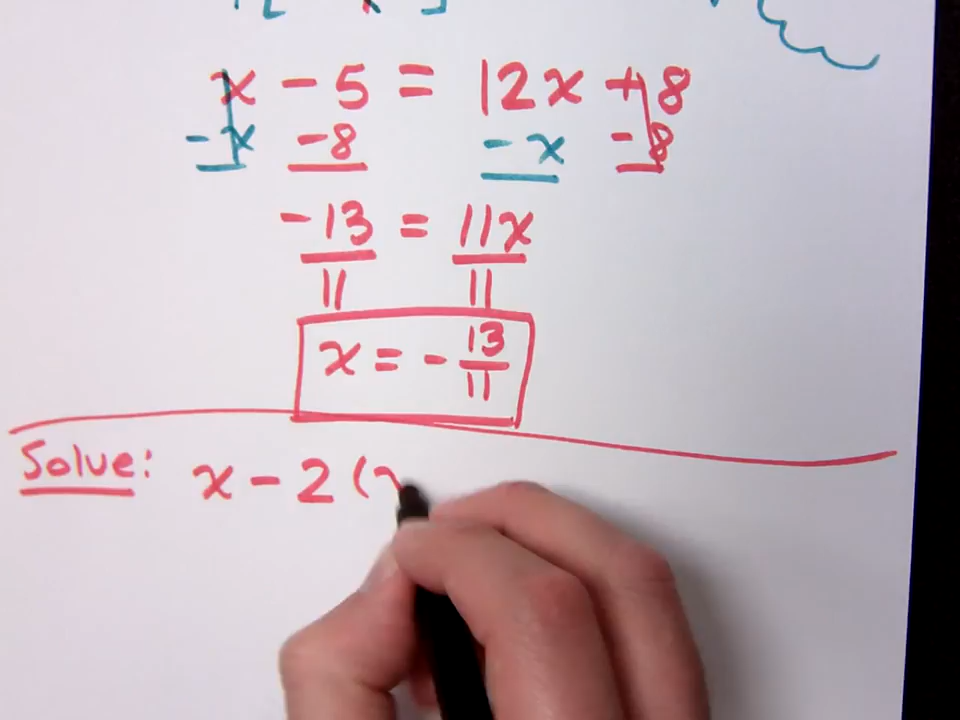 x - 5 = 12x + 8
- x - 8 - x - 8
-13 = 11x
11 11
x = - 13/11
Solve: x - 2 (